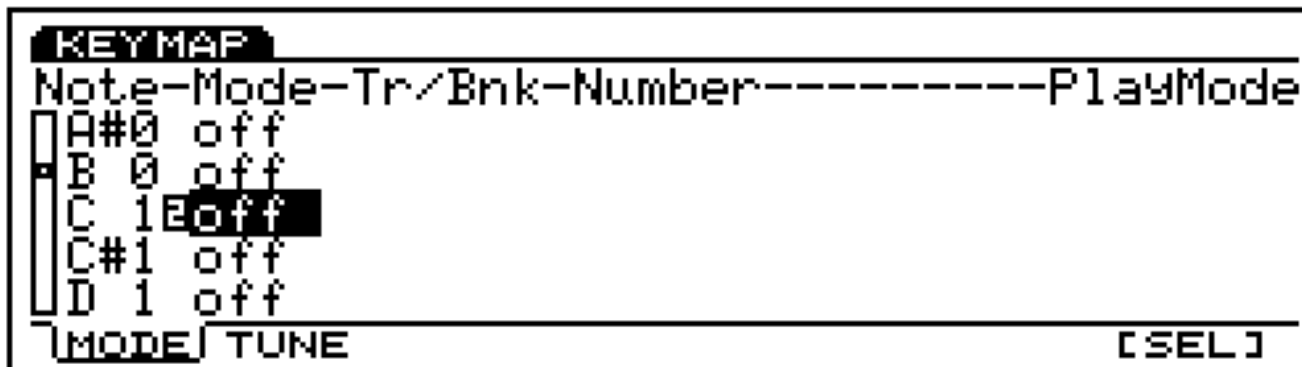 KEYMAP
Note-Mode-Tr/Bnk-Number---------PlayMode
A#0 off
B 0 off
C 1 off
C#1 off
D 1 off
MODE TUNE [SEL]